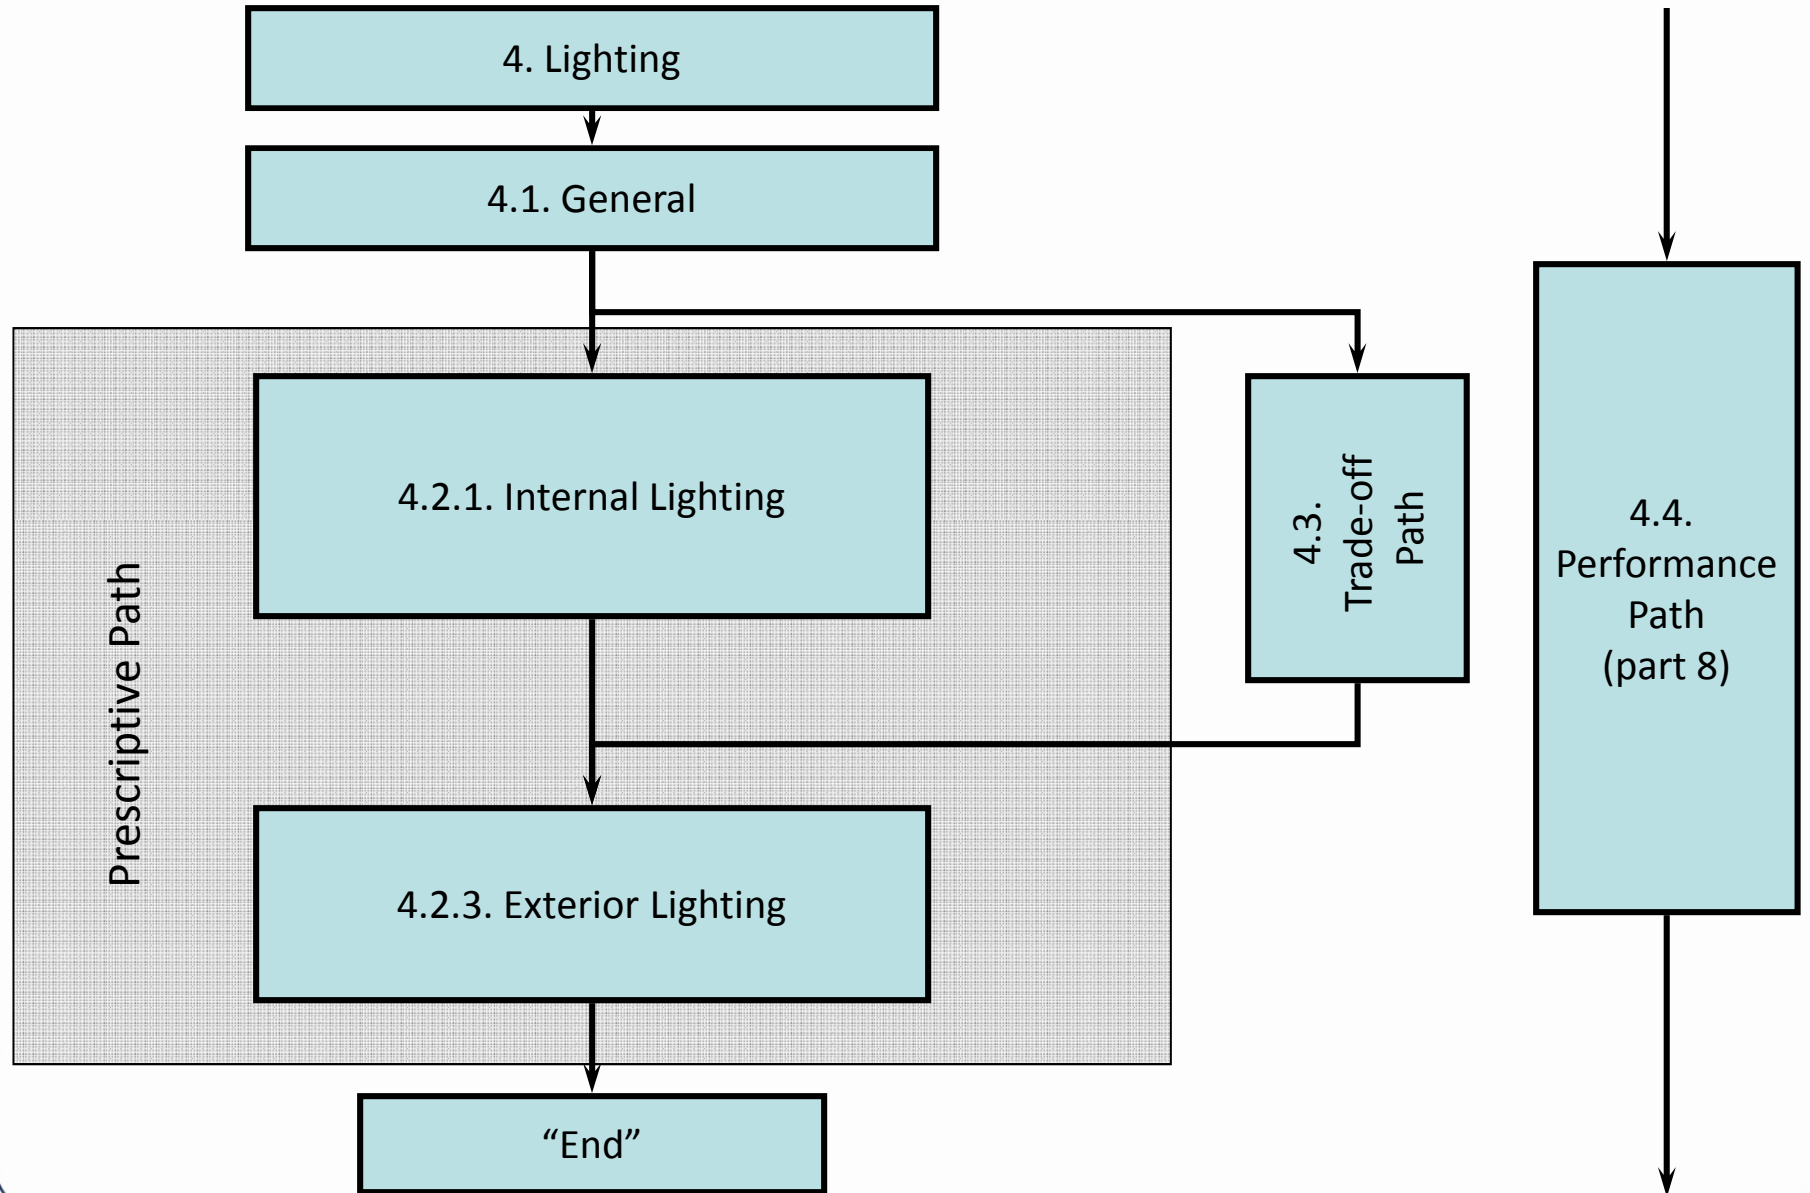 4. Lighting
4.1. General
4.2.1. Internal Lighting
4.3.
Trade-off
Path
4.4.
Performance
Path
(part 8)
Prescriptive Path
4.2.3. Exterior Lighting
“End”